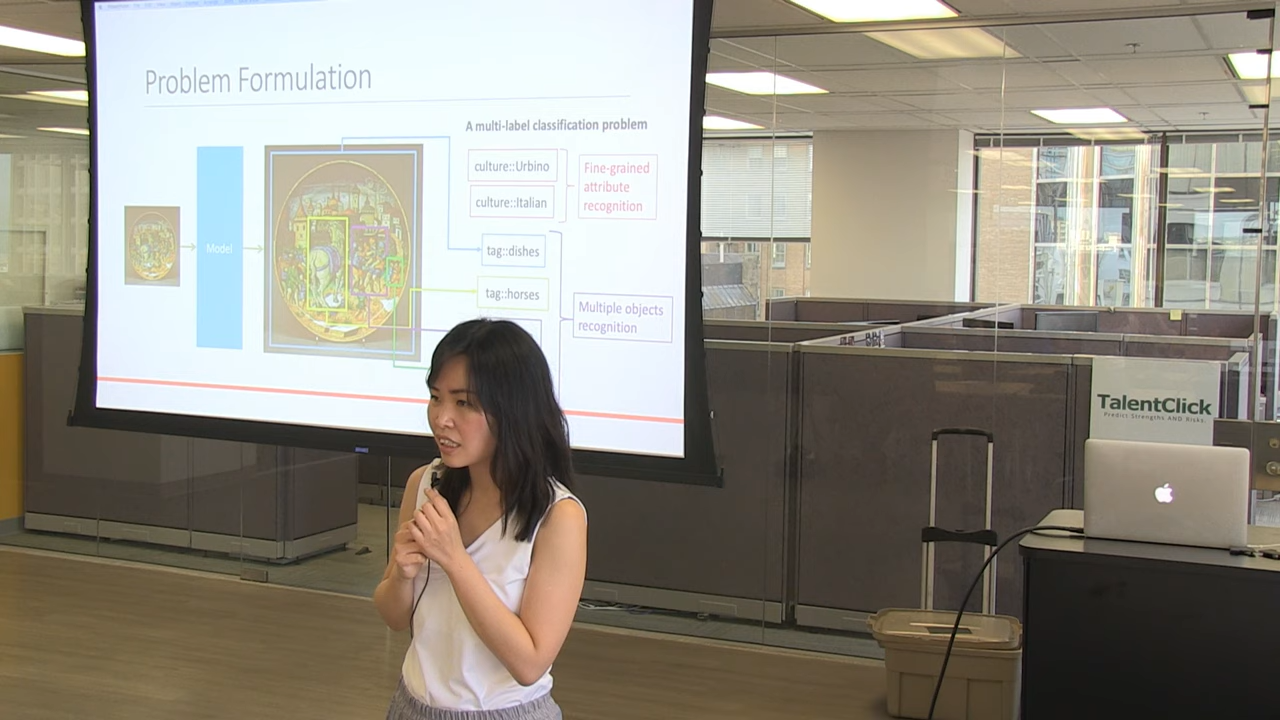 Problem Formulation
A multi-label classification problem
culture::Urbino
culture::Italian
Fine-grained
attribute
recognition
Model
tag::dishes
tag::horses
Multiple objects
recognition
TalentClick
Predict Strengths AND Risks.